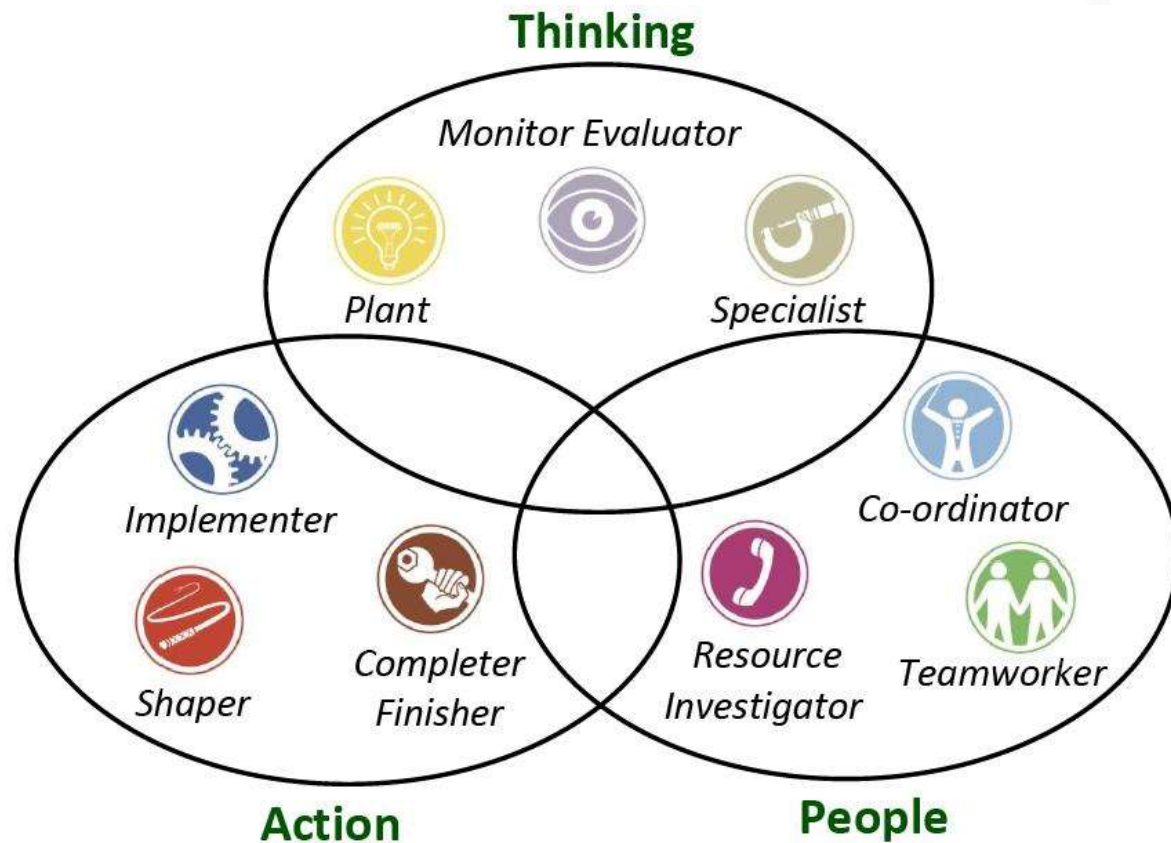 Thinking
Monitor Evaluator
Plant
Specialist
Implementer
Co-ordinator
Shaper
Completer
Finisher
Resource
Investigator
Teamworker
Action
People